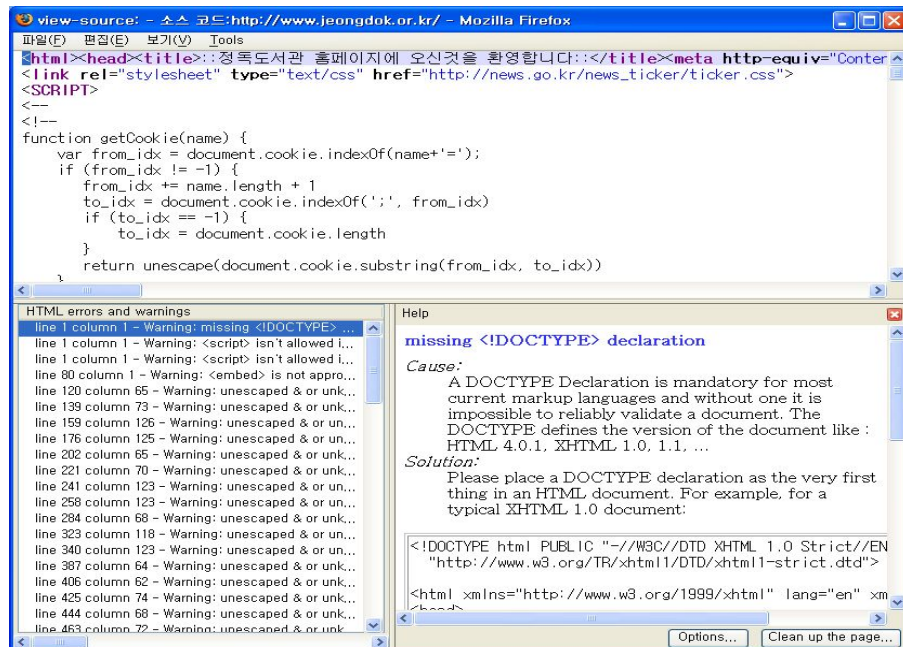 view-source: - 소스 코드:http://www.jeongdok.or.kr/ - Mozilla Firefox
파일(F) 편집(E) 보기(V) Tools
<html><head><title>::정독도서관 홈페이지에 오신것을 환영합니다::</title><meta http-equiv="Conter
<link rel="stylesheet" type="text/css" href="http://news.go.kr/news_ticker/ticker.css">
<SCRIPT>
<--
<!--
function getCookie(name) {
    var from_idx = document.cookie.indexOf(name+'=');
    if (from_idx != -1) {
        from_idx += name.length + 1
        to_idx = document.cookie.indexOf(';', from_idx)
        if (to_idx == -1) {
            to_idx = document.cookie.length
        }
        return unescape(document.cookie.substring(from_idx, to_idx))
    }
HTML errors and warnings
line 1 column 1 - Warning: missing <!DOCTYPE> ...
line 1 column 1 - Warning: <script> isn't allowed i...
line 1 column 1 - Warning: <script> isn't allowed i...
line 80 column 1 - Warning: <embed> is not appro...
line 120 column 65 - Warning: unescaped & or unk...
line 139 column 73 - Warning: unescaped & or unk...
line 159 column 126 - Warning: unescaped & or un...
line 176 column 125 - Warning: unescaped & or un...
line 202 column 65 - Warning: unescaped & or unk...
line 221 column 70 - Warning: unescaped & or unk...
line 241 column 123 - Warning: unescaped & or un...
line 258 column 123 - Warning: unescaped & or un...
line 284 column 68 - Warning: unescaped & or unk...
line 323 column 118 - Warning: unescaped & or un...
line 340 column 123 - Warning: unescaped & or un...
line 387 column 64 - Warning: unescaped & or unk...
line 406 column 62 - Warning: unescaped & or unk...
line 425 column 74 - Warning: unescaped & or unk...
line 444 column 68 - Warning: unescaped & or unk...
line 463 column 72 - Warning: unescaped & or unk
Help
missing <!DOCTYPE> declaration
Cause:
A DOCTYPE Declaration is mandatory for most
current markup languages and without one it is
impossible to reliably validate a document. The
DOCTYPE defines the version of the document like :
HTML 4.0.1, XHTML 1.0, 1.1, ...
Solution:
Please place a DOCTYPE declaration as the very first
thing in an HTML document. For example, for a
typical XHTML 1.0 document:
<!DOCTYPE html PUBLIC "-//W3C//DTD XHTML 1.0 Strict//EN
"http://www.w3.org/TR/xhtml1/DTD/xhtml1-strict.dtd">
<html xmlns="http://www.w3.org/1999/xhtml" lang="en" xm
<head>
Options... Clean up the page...